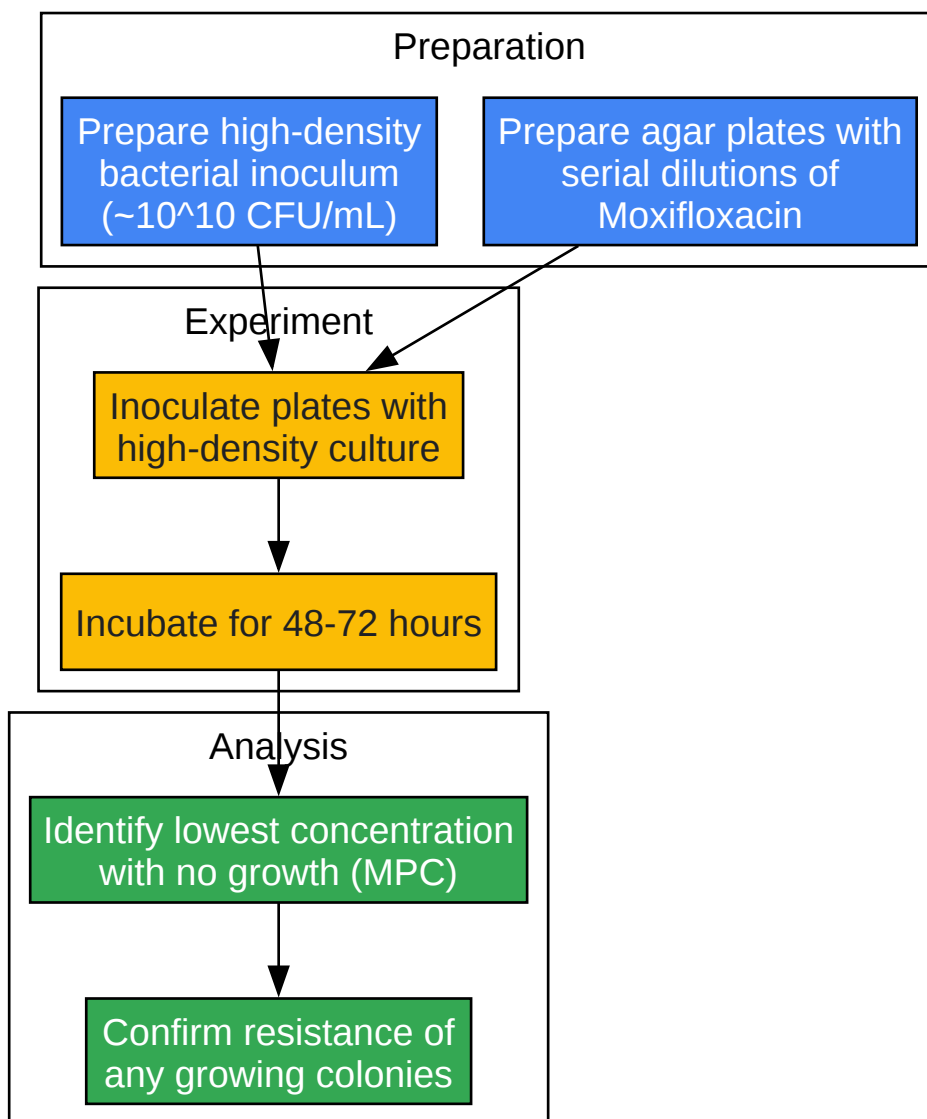 Preparation
Prepare high-density
bacterial inoculum
(~10^10 CFU/mL)
Prepare agar plates with
serial dilutions of
Moxifloxacin
Experiment
Inoculate plates with
high-density culture
Incubate for 48-72 hours
Analysis
Identify lowest concentration
with no growth (MPC)
Confirm resistance of
any growing colonies